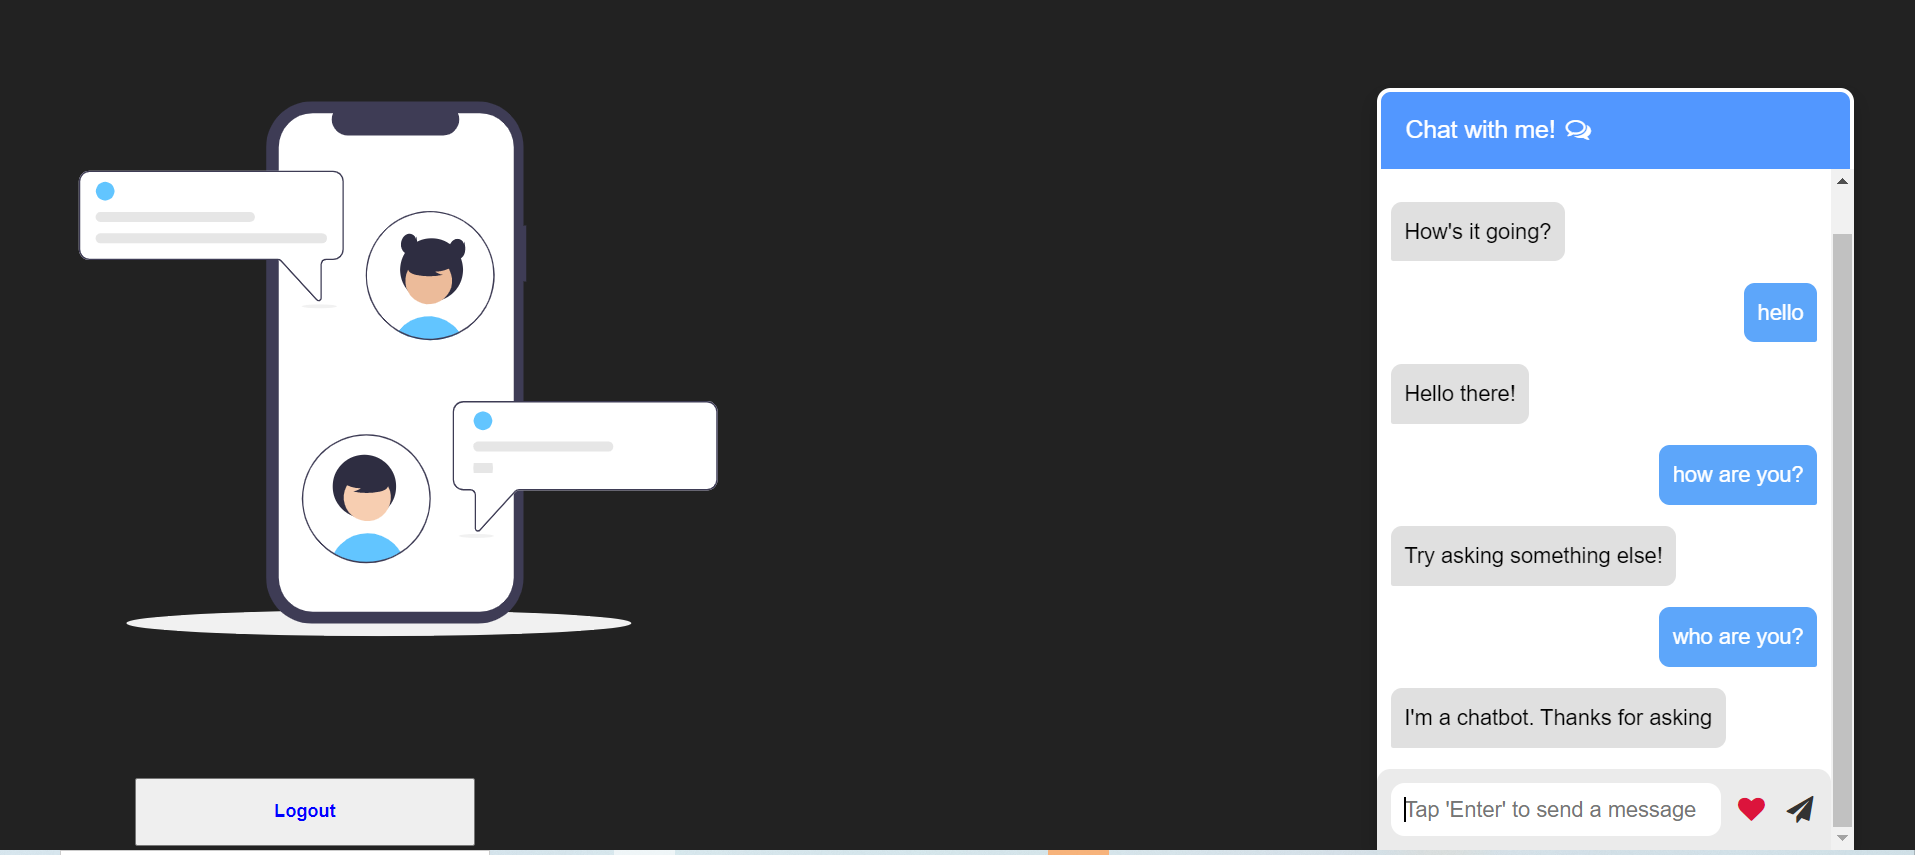 Chat with me!
How's it going?
hello
Hello there!
how are you?
Try asking something else!
who are you?
I'm a chatbot. Thanks for asking
Tap 'Enter' to send a message
Logout